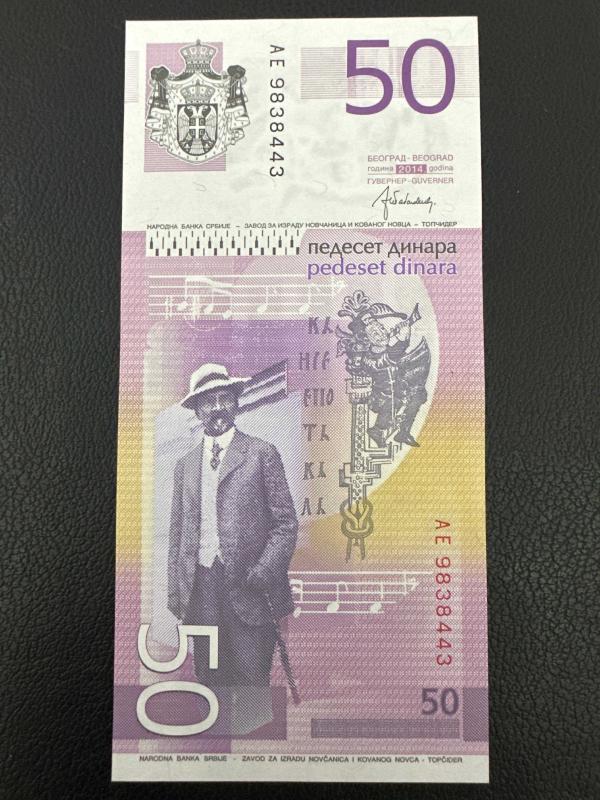 50
AE 9838443
БЕОГРАД - BEOGRAD
година 2014 godina
ГУВЕРНЕР - GUVERNER
НАРОДНА БАНКА СРБИЈЕ – ЗАВОД ЗА ИЗРАДУ НОВЧАНИЦА И КОВАНОГ НОВЦА – ТОПЧИДЕР
педесет динара
pedeset dinara
AE 9838443
50
50
NARODNA BANKA SRBIJE - ZAVOD ZA IZRADU NOVČANICA I KOVANOG NOVCA - TOPČIDER